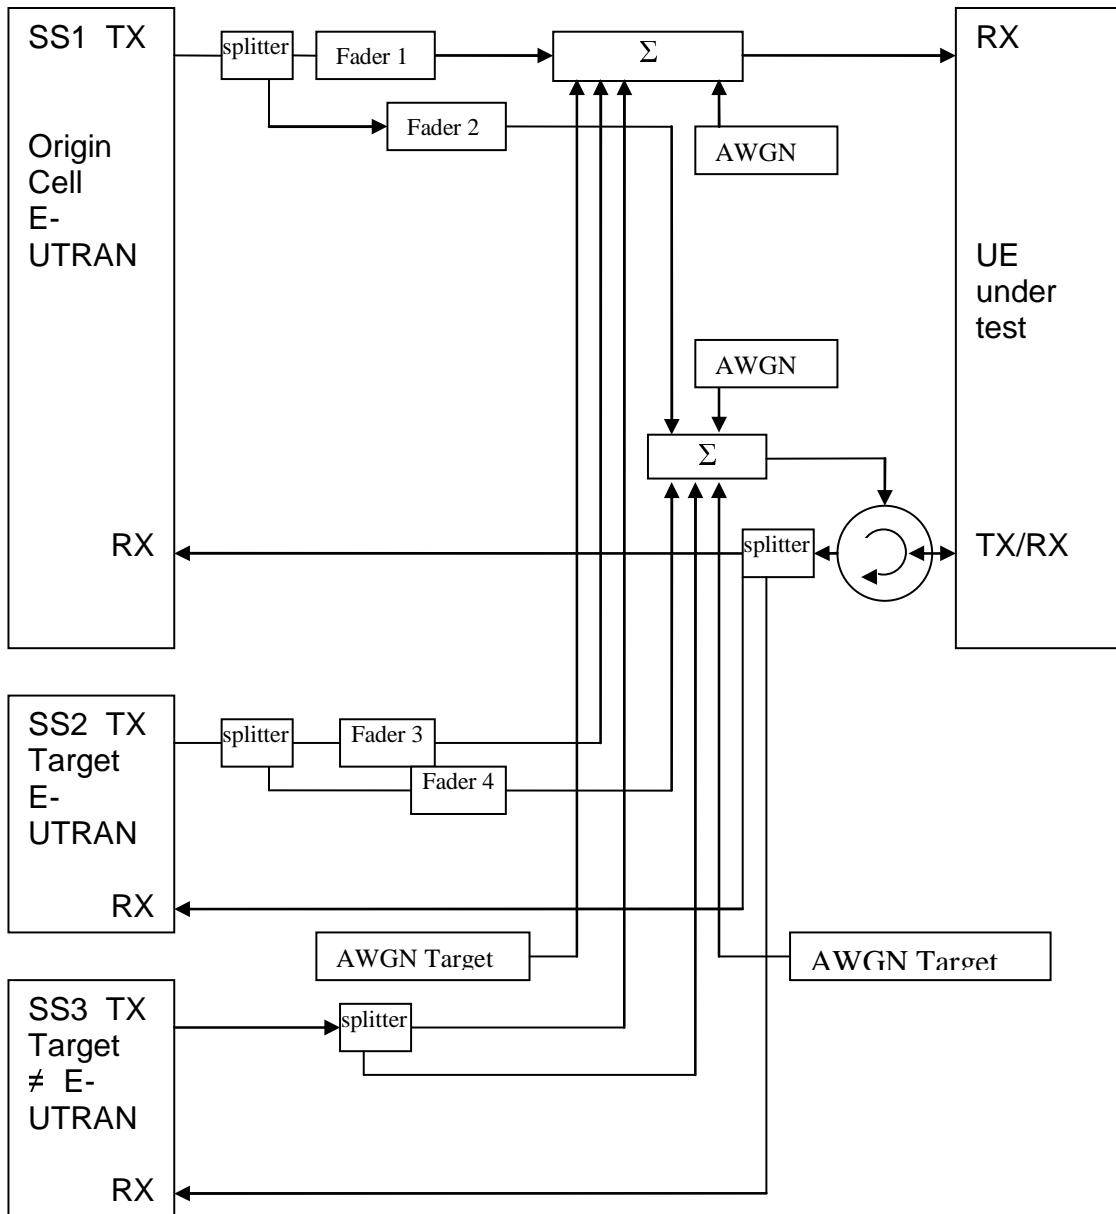 SS1 TX
Origin
Cell
E-
UTRAN
RX
splitter
Fader 1
Fader 2
Σ
AWGN
RX
UE
under
test
TX/RX
AWGN
Σ
splitter
SS2 TX
Target
E-
UTRAN
RX
splitter
Fader 3
Fader 4
AWGN Target
AWGN Target
SS3 TX
Target
≠ E-
UTRAN
RX
splitter